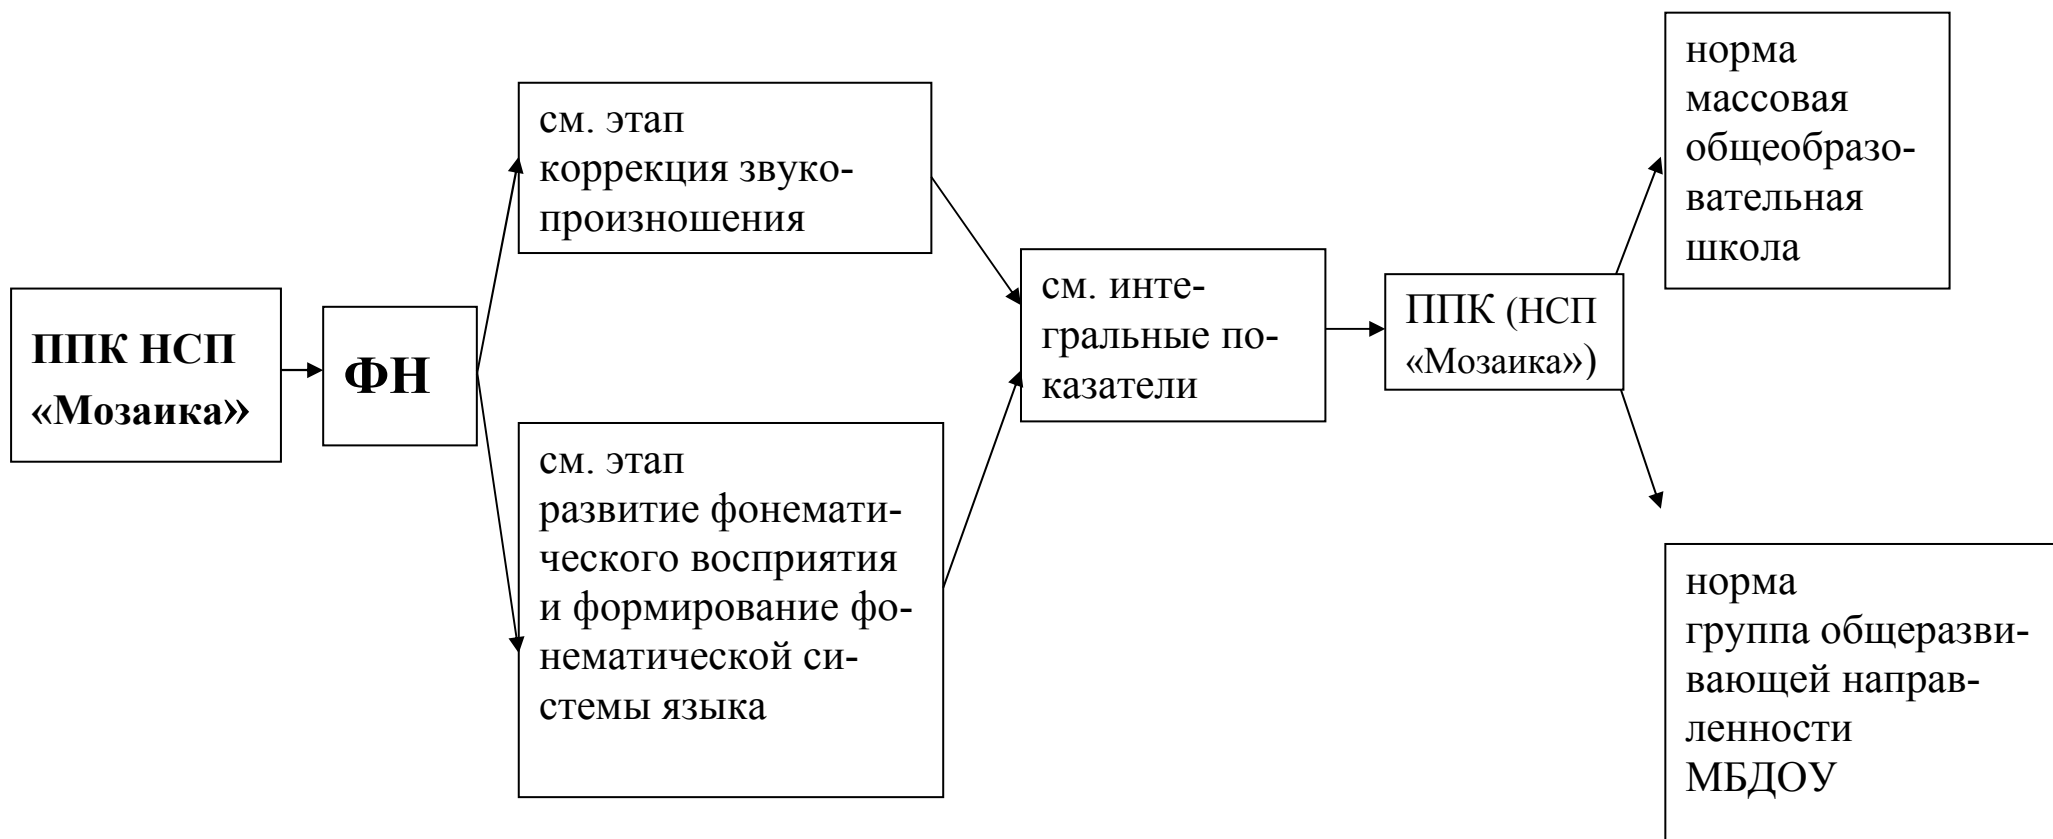 ППК НСП
«Мозаика»
ФН
см. этап
коррекция звуко-
произношения
см. этап
развитие фонемати-
ческого восприятия
и формирование фо-
нематической си-
стемы языка
см. инте-
гральные по-
казатели
ППК (НСП
«Мозаика»)
норма
массовая
общеобразо-
вательная
школа
норма
группа общеразви-
вающей направ-
ленности
МБДОУ